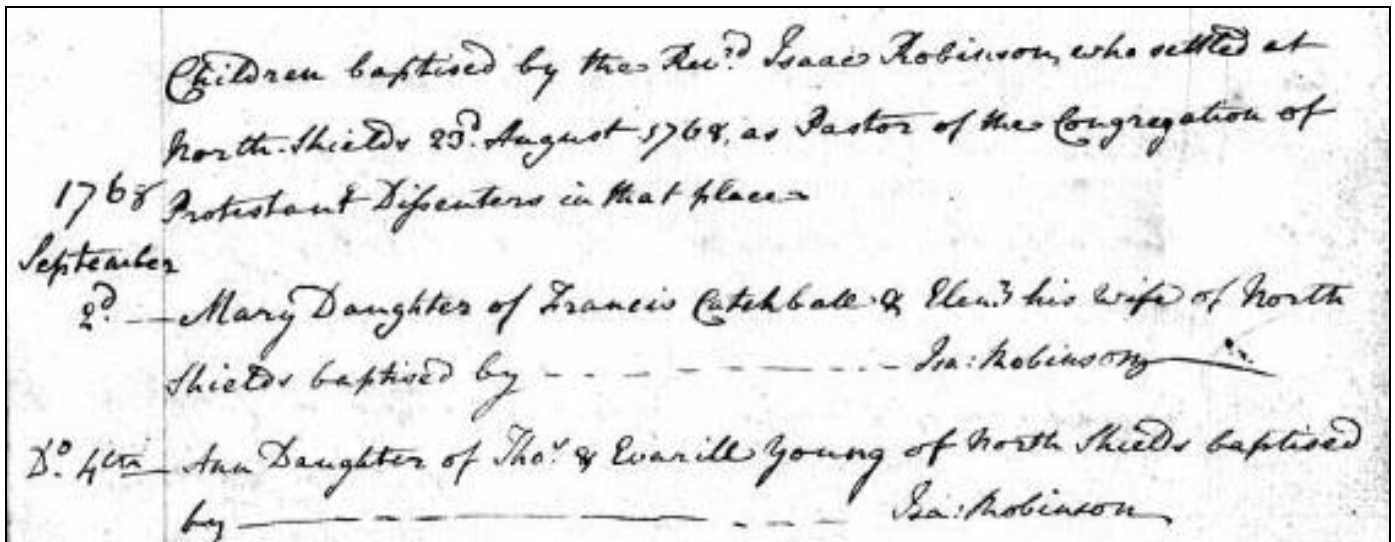 Children baptised by the Revd. Isaac Robinson, who settled at
North Shields 23d. August 1768, as Pastor of the Congregation of
1768 Protestant Dissenters in that place
September
2d. — Mary Daughter of Francis Catchball & Elenr. his Wife of North
Shields baptised by - - - - - - - - - - - Isa: Robinson
Do. 4th — Ann Daughter of Thos. & Evarill Young of North Shields baptised
by — - - - Isa: Robinson